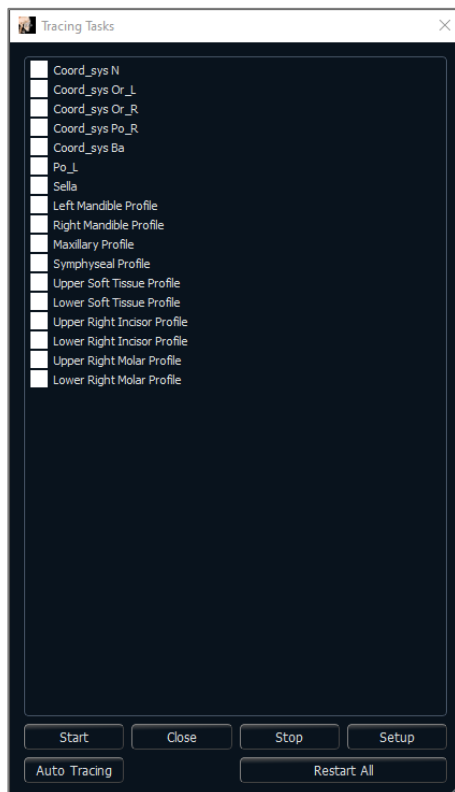 Tracing Tasks
Coord_sys N
Coord_sys Or_L
Coord_sys Or_R
Coord_sys Po_R
Coord_sys Ba
Po_L
Sella
Left Mandible Profile
Right Mandible Profile
Maxillary Profile
Symphyseal Profile
Upper Soft Tissue Profile
Lower Soft Tissue Profile
Upper Right Incisor Profile
Lower Right Incisor Profile
Upper Right Molar Profile
Lower Right Molar Profile
Start Close Stop Setup
Auto Tracing Restart All